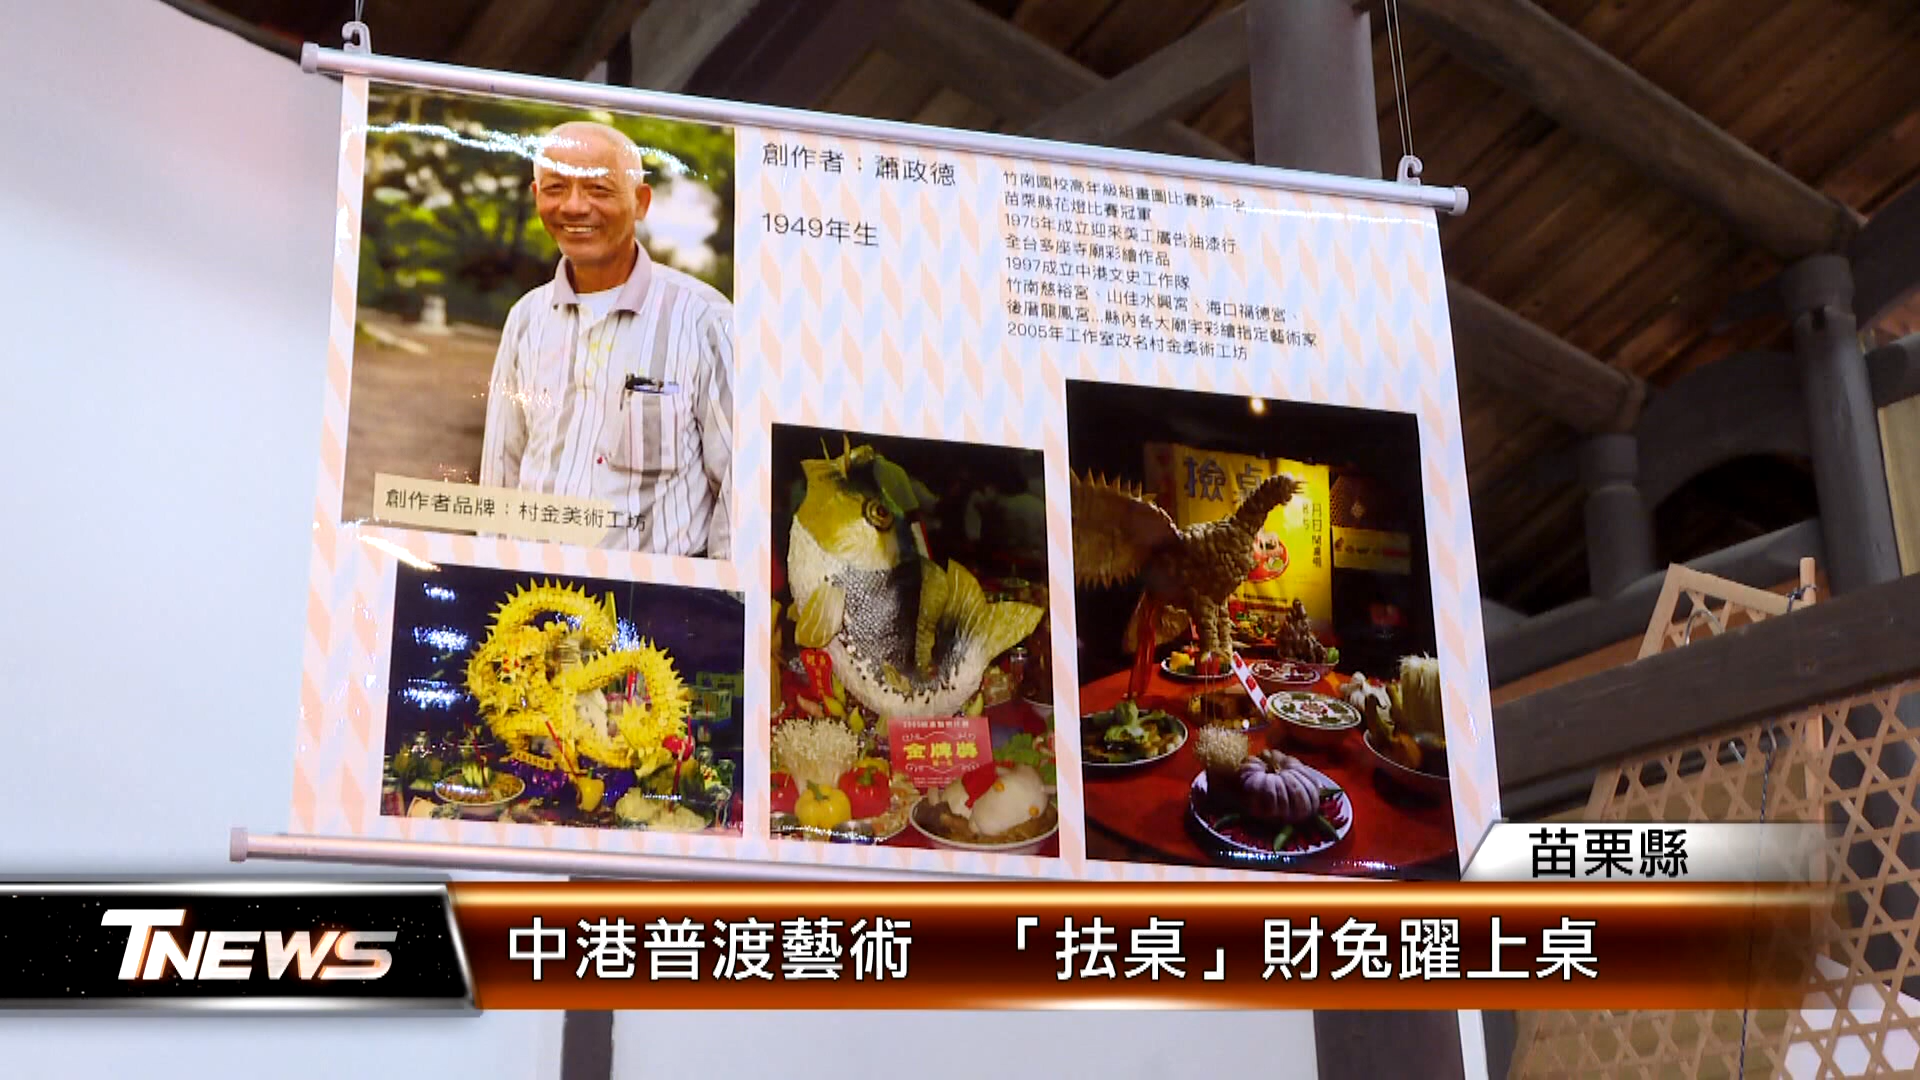 創作者：蕭政德
1949年生
竹南國校高年級組畫圖比賽第一名
苗栗縣花燈比賽冠軍
1975年成立迎來美工廣告油漆行
全台多座寺廟彩繪作品
1997成立中港文史工作隊
竹南慈裕宮、山佳水興宮、海口福德宮、
後厝龍鳳宮...縣內各大廟宇彩繪指定藝術家
2005年工作室改名村金美術工坊
創作者品牌：村金美術工坊
撿桌
金牌獎
苗栗縣
TNEWS
中港普渡藝術 「抾桌」財兔躍上桌